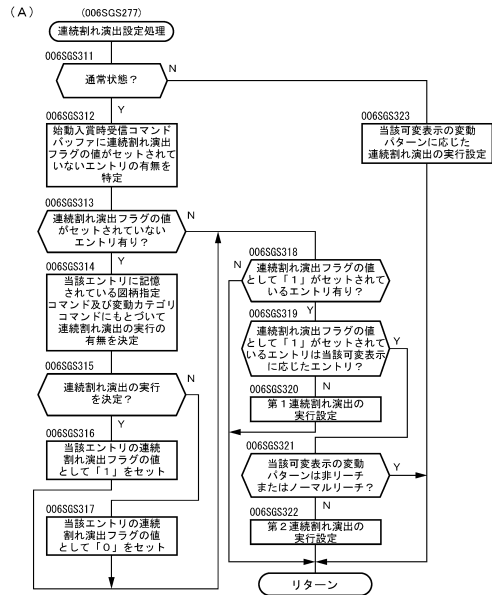 (A)
(006SGS277)
連続割れ演出設定処理
006SGS311
通常状態?
N
Y
006SGS312
始動入賞時受信コマンド
バッファに連続割れ演出
フラグの値がセットされて
いないエントリの有無を
特定
006SGS313
連続割れ演出フラグの値
がセットされていない
エントリ有り?
N
Y
006SGS314
当該エントリに記憶
されている図柄指定
コマンド及び変動カテゴリ
コマンドにもとづいて
連続割れ演出の実行の
有無を決定
006SGS315
連続割れ演出の実行
を決定?
N
Y
006SGS316
当該エントリの連続
割れ演出フラグの値
として「1」をセット
006SGS317
当該エントリの連続
割れ演出フラグの値
として「0」をセット
006SGS323
当該可変表示の変動
パターンに応じた
連続割れ演出の実行設定
006SGS318
連続割れ演出フラグの値
として「1」がセットされて
いるエントリ有り?
N
Y
006SGS319
連続割れ演出フラグの値
として「1」がセットされて
いるエントリは当該可変表示
に応じたエントリ?
Y
N
006SGS320
第1連続割れ演出の
実行設定
006SGS321
当該可変表示の変動
パターンは非リーチ
またはノーマルリーチ?
Y
N
006SGS322
第2連続割れ演出の
実行設定
リターン